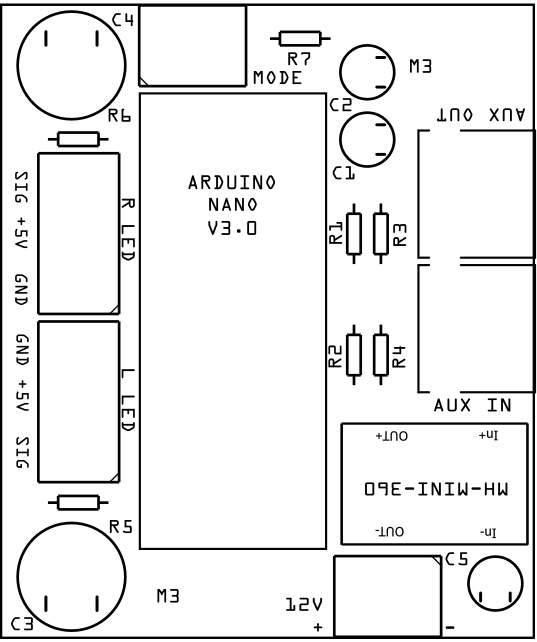 C4
R7
M3
MODE
C2
R6
AUX OUT
C1
ARDUINO
NANO
V3.0
SIG +5V GND
R LED
R1
R3
GND +5V SIG
L LED
R2
R4
AUX IN
OUT+
In+
MH-MINI-360
OUT-
In-
R5
C5
C3
M3
12V
+
-